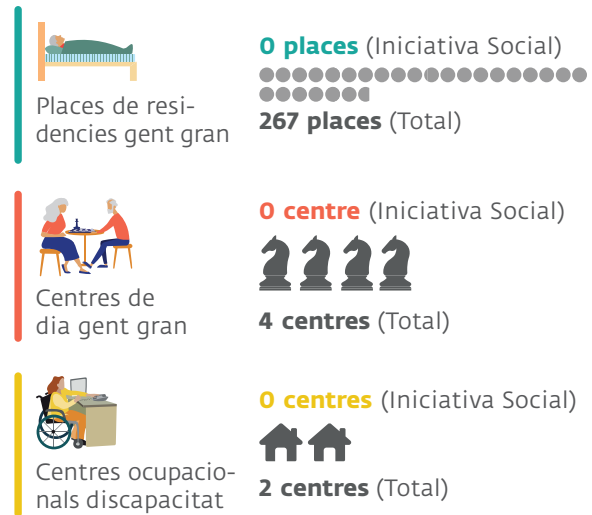 0 places (Iniciativa Social)
Places de resi-
dencies gent gran
267 places (Total)
0 centre (Iniciativa Social)
Centres de
dia gent gran
4 centres (Total)
0 centres (Iniciativa Social)
Centres ocupacio-
nals discapacitat
2 centres (Total)